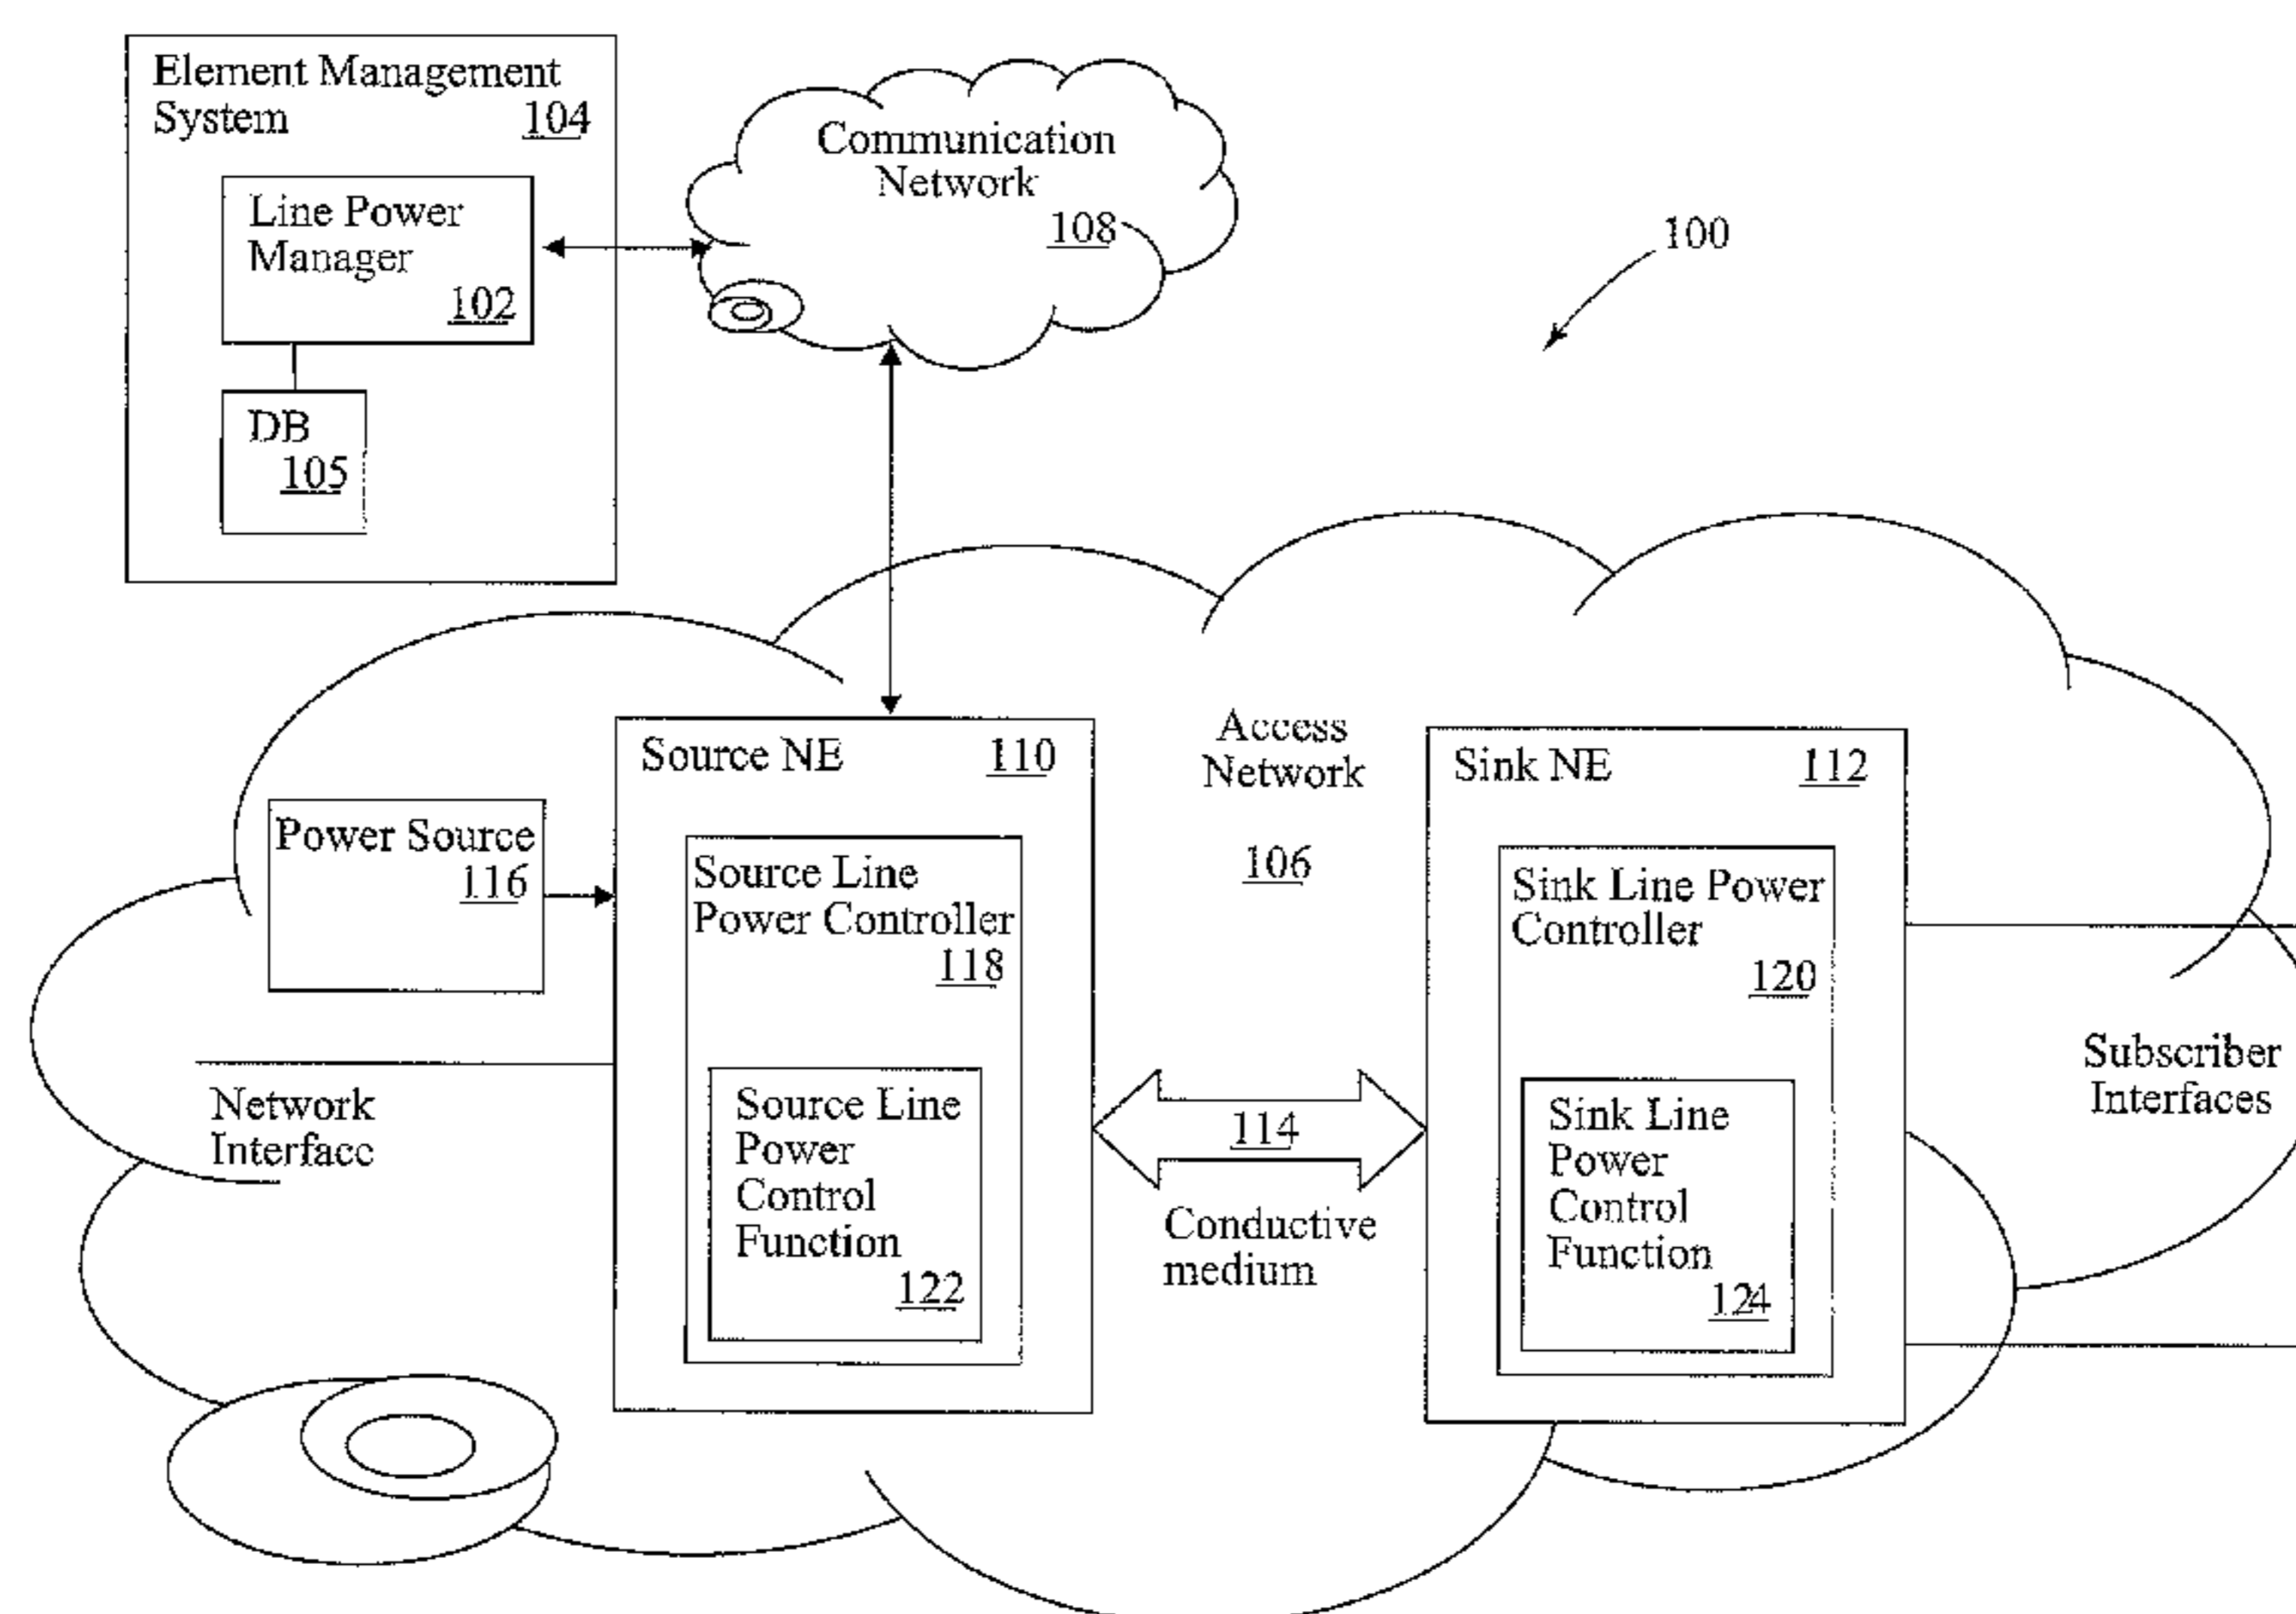 Element Management
System 104
Line Power
Manager
102
DB
105
Communication
Network
108
100
Source NE 110
Access
Network
106
Sink NE 112
Power Source
116
Source Line
Power Controller
118
Sink Line Power
Controller
120
Network
Interface
Source Line
Power
Control
Function
122
114
Conductive
medium
Sink Line
Power
Control
Function
124
Subscriber
Interfaces